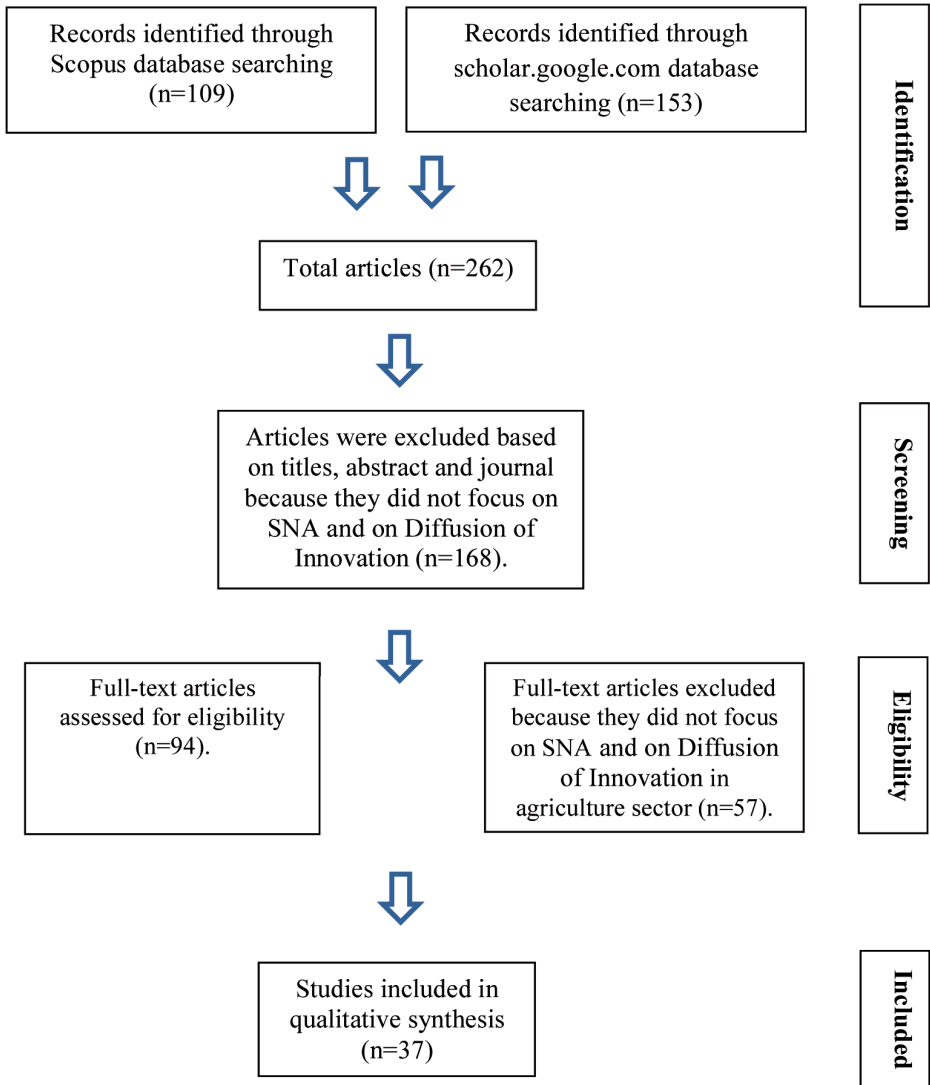 Records identified through
Scopus database searching
(n=109)
Records identified through
scholar.google.com database
searching (n=153)
Identification
Total articles (n=262)
Articles were excluded based
on titles, abstract and journal
because they did not focus on
SNA and on Diffusion of
Innovation (n=168).
Screening
Full-text articles
assessed for eligibility
(n=94).
Full-text articles excluded
because they did not focus
on SNA and on Diffusion
of Innovation in
agriculture sector (n=57).
Eligibility
Studies included in
qualitative synthesis
(n=37)
Included